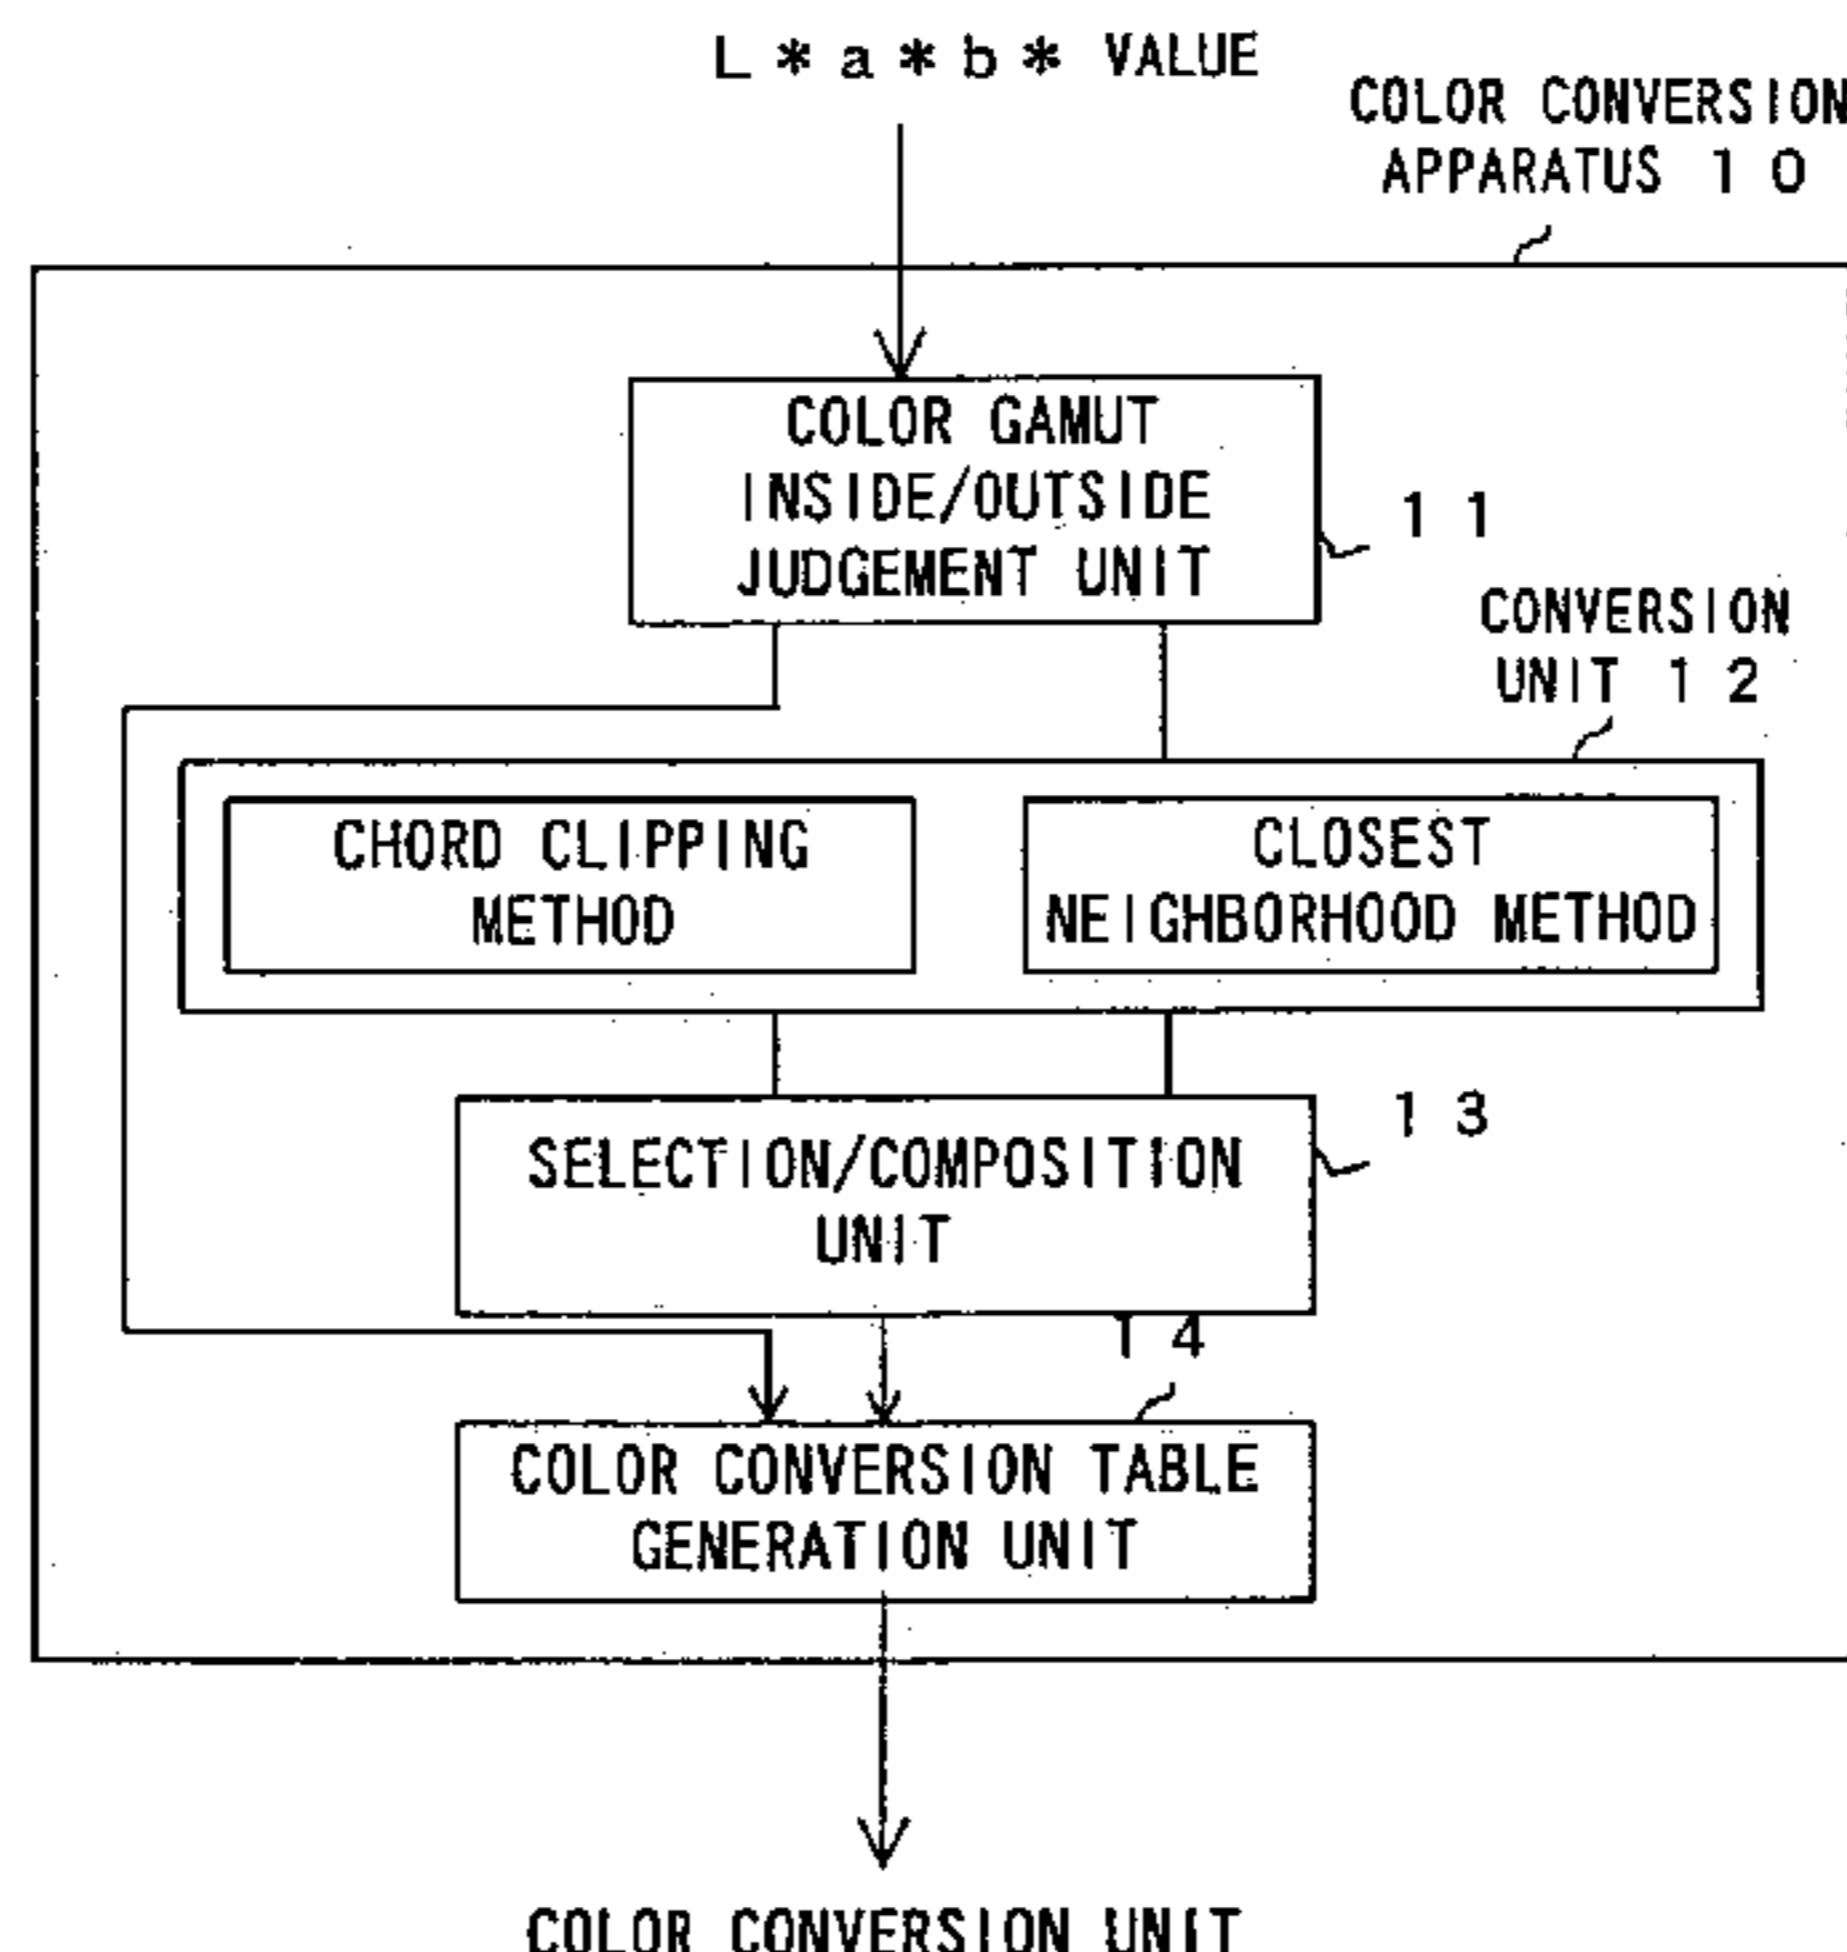 L*a*b* VALUE
COLOR CONVERSION
APPARATUS 10
COLOR GAMUT
INSIDE/OUTSIDE
JUDGEMENT UNIT
11
CONVERSION
UNIT 12
CHORD CLIPPING
METHOD
CLOSEST
NEIGHBORHOOD METHOD
13
SELECTION/COMPOSITION
UNIT
14
COLOR CONVERSION TABLE
GENERATION UNIT
COLOR CONVERSION UNIT